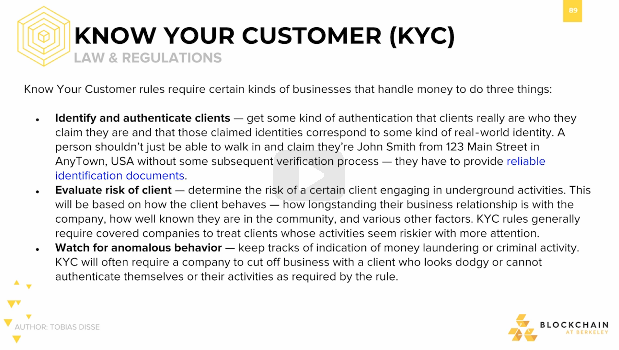 89
KNOW YOUR CUSTOMER (KYC)
LAW & REGULATIONS
Know Your Customer rules require certain kinds of businesses that handle money to do three things:
• Identify and authenticate clients — get some kind of authentication that clients really are who they
claim they are and that those claimed identities correspond to some kind of real-world identity. A
person shouldn't just be able to walk in and claim they're John Smith from 123 Main Street in
AnyTown, USA without some subsequent verification process — they have to provide reliable
identification documents.
• Evaluate risk of client — determine the risk of a certain client engaging in underground activities. This
will be based on how the client behaves — how longstanding their business relationship is with the
company, how well known they are in the community, and various other factors. KYC rules generally
require covered companies to treat clients whose activities seem riskier with more attention.
• Watch for anomalous behavior — keep tracks of indication of money laundering or criminal activity.
KYC will often require a company to cut off business with a client who looks dodgy or cannot
authenticate themselves or their activities as required by the rule.
AUTHOR: TOBIAS DISSE
BLOCKCHAIN
AT BERKELEY